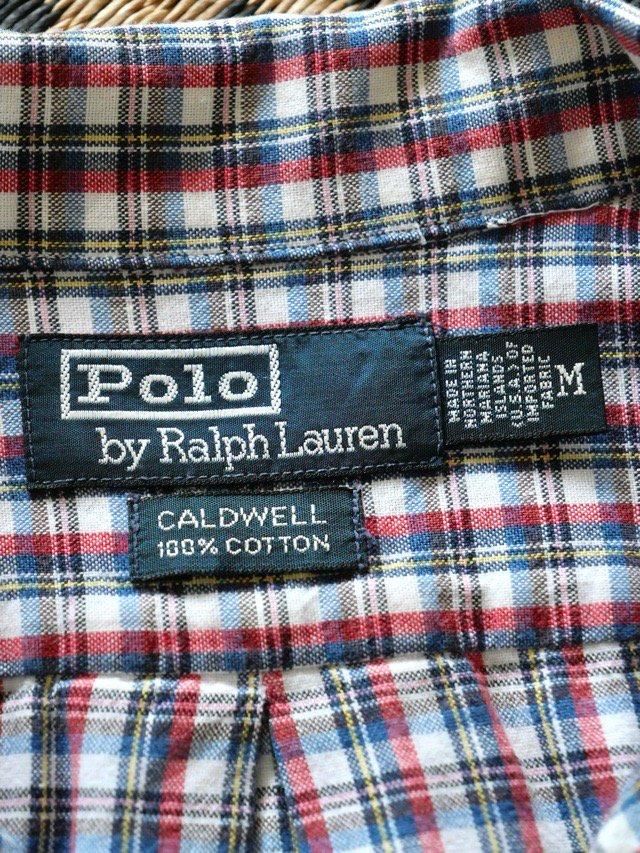 Polo
by Ralph Lauren
MADE IN
NORTHERN
MARIANA
ISLANDS
(U.S.A.) OF
IMPORTED
FABRIC
M
CALDWELL
100% COTTON